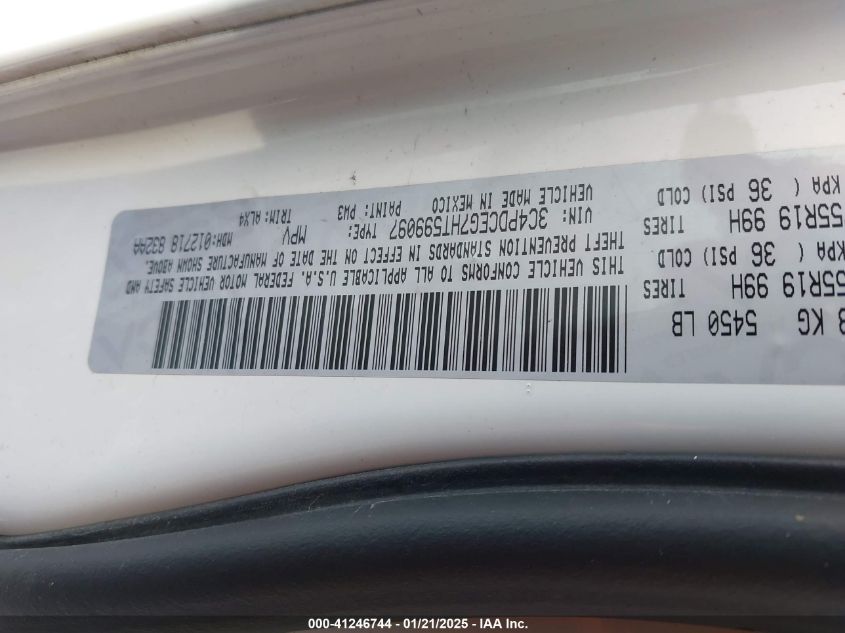 3 KG 5450 LB
TIRES 55R19 99H
KPA ( 36 PSI) COLD
TIRES 55R19 99H
KPA ( 36 PSI) COLD
THIS VEHICLE CONFORMS TO ALL APPLICABLE U.S.A. FEDERAL MOTOR VEHICLE SAFETY AND
THEFT PREVENTION STANDARDS IN EFFECT ON THE DATE OF MANUFACTURE SHOWN ABOVE.
VIN: 3C4PDCEG7HT599097 TYPE: MPV MDH:012718 832AA
VEHICLE MADE IN MEXICO PAINT: PW3 TRIM: ALX4
000-41246744 — 01/21/2025 - IAA Inc.